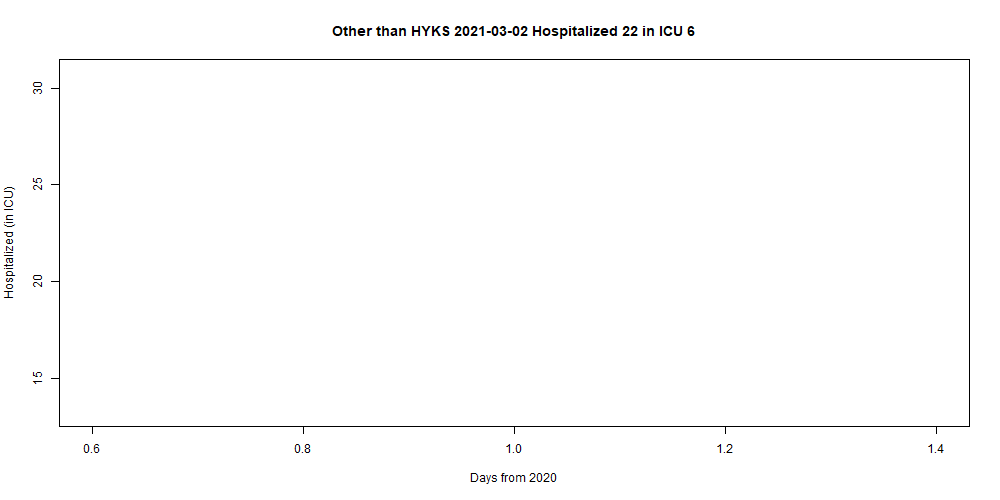 Other than HYKS 2021-03-02 Hospitalized 22 in ICU 6
30
25
20
15
Hospitalized (in ICU)
0.6 0.8 1.0 1.2 1.4
Days from 2020